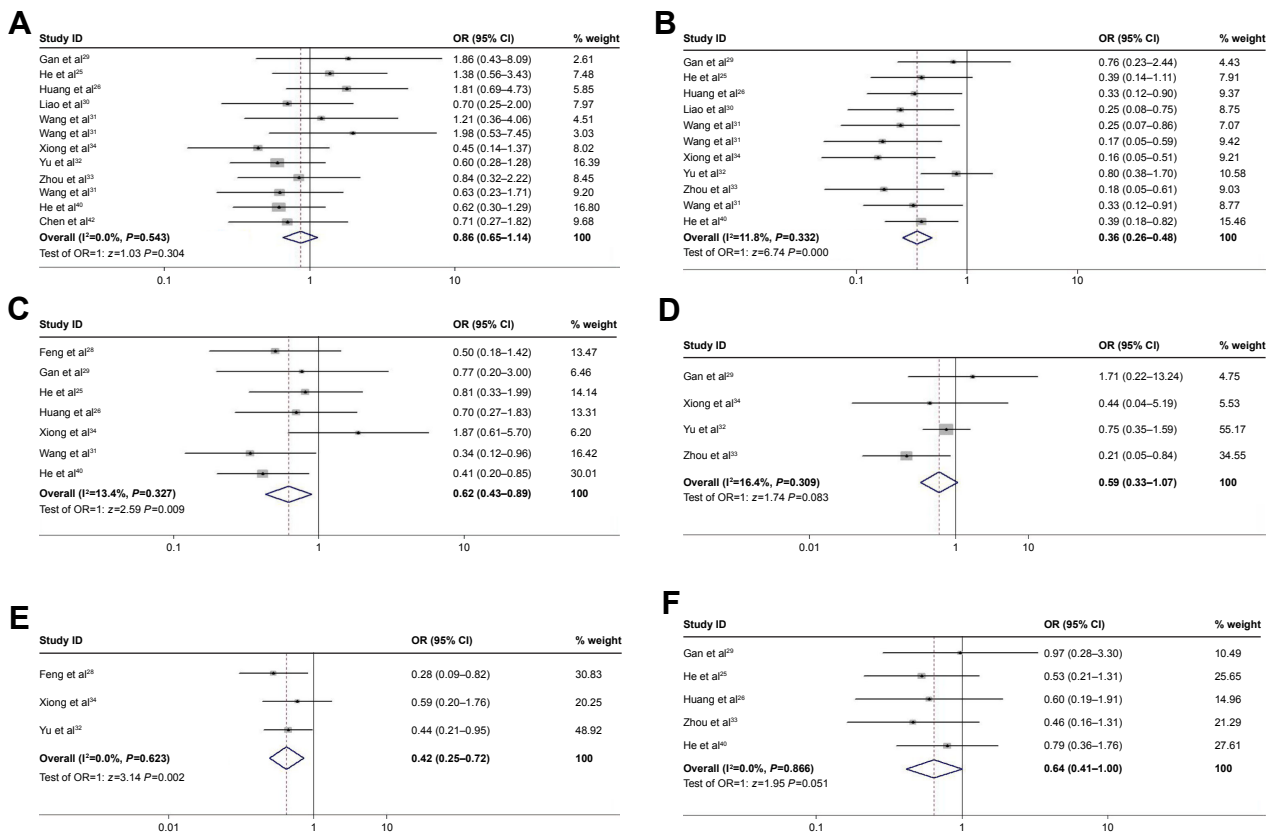 A
Study ID OR (95% CI) % weight
Gan et al²⁹ 1.86 (0.43–8.09) 2.61
He et al²⁵ 1.38 (0.56–3.43) 7.48
Huang et al²⁶ 1.81 (0.69–4.73) 5.85
Liao et al³⁰ 0.70 (0.25–2.00) 7.97
Wang et al³¹ 1.21 (0.36–4.06) 4.51
Wang et al³¹ 1.98 (0.53–7.45) 3.03
Xiong et al³⁴ 0.45 (0.14–1.37) 8.02
Yu et al³² 0.60 (0.28–1.28) 16.39
Zhou et al³³ 0.84 (0.32–2.22) 8.45
Wang et al³¹ 0.63 (0.23–1.71) 9.20
He et al⁴⁰ 0.62 (0.30–1.29) 16.80
Chen et al⁴² 0.71 (0.27–1.82) 9.68
Overall (I²=0.0%, P=0.543) 0.86 (0.65–1.14) 100
Test of OR=1: z=1.03 P=0.304
0.1 1 10
B
Study ID OR (95% CI) % weight
Gan et al²⁹ 0.76 (0.23–2.44) 4.43
He et al²⁵ 0.39 (0.14–1.11) 7.91
Huang et al²⁶ 0.33 (0.12–0.90) 9.37
Liao et al³⁰ 0.25 (0.08–0.75) 8.75
Wang et al³¹ 0.25 (0.07–0.86) 7.07
Wang et al³¹ 0.17 (0.05–0.59) 9.42
Xiong et al³⁴ 0.16 (0.05–0.51) 9.21
Yu et al³² 0.80 (0.38–1.70) 10.58
Zhou et al³³ 0.18 (0.05–0.61) 9.03
Wang et al³¹ 0.33 (0.12–0.91) 8.77
He et al⁴⁰ 0.39 (0.18–0.82) 15.46
Overall (I²=11.8%, P=0.332) 0.36 (0.26–0.48) 100
Test of OR=1: z=6.74 P=0.000
0.1 1 10
C
Study ID OR (95% CI) % weight
Feng et al²⁸ 0.50 (0.18–1.42) 13.47
Gan et al²⁹ 0.77 (0.20–3.00) 6.46
He et al²⁵ 0.81 (0.33–1.99) 14.14
Huang et al²⁶ 0.70 (0.27–1.83) 13.31
Xiong et al³⁴ 1.87 (0.61–5.70) 6.20
Wang et al³¹ 0.34 (0.12–0.96) 16.42
He et al⁴⁰ 0.41 (0.20–0.85) 30.01
Overall (I²=13.4%, P=0.327) 0.62 (0.43–0.89) 100
Test of OR=1: z=2.59 P=0.009
0.1 1 10
D
Study ID OR (95% CI) % weight
Gan et al²⁹ 1.71 (0.22–13.24) 4.75
Xiong et al³⁴ 0.44 (0.04–5.19) 5.53
Yu et al³² 0.75 (0.35–1.59) 55.17
Zhou et al³³ 0.21 (0.05–0.84) 34.55
Overall (I²=16.4%, P=0.309) 0.59 (0.33–1.07) 100
Test of OR=1: z=1.74 P=0.083
0.01 1 10
E
Study ID OR (95% CI) % weight
Feng et al²⁸ 0.28 (0.09–0.82) 30.83
Xiong et al³⁴ 0.59 (0.20–1.76) 20.25
Yu et al³² 0.44 (0.21–0.95) 48.92
Overall (I²=0.0%, P=0.623) 0.42 (0.25–0.72) 100
Test of OR=1: z=3.14 P=0.002
0.01 1 10
F
Study ID OR (95% CI) % weight
Gan et al²⁹ 0.97 (0.28–3.30) 10.49
He et al²⁵ 0.53 (0.21–1.31) 25.65
Huang et al²⁶ 0.60 (0.19–1.91) 14.96
Zhou et al³³ 0.46 (0.16–1.31) 21.29
He et al⁴⁰ 0.79 (0.36–1.76) 27.61
Overall (I²=0.0%, P=0.866) 0.64 (0.41–1.00) 100
Test of OR=1: z=1.95 P=0.051
0.1 1 10